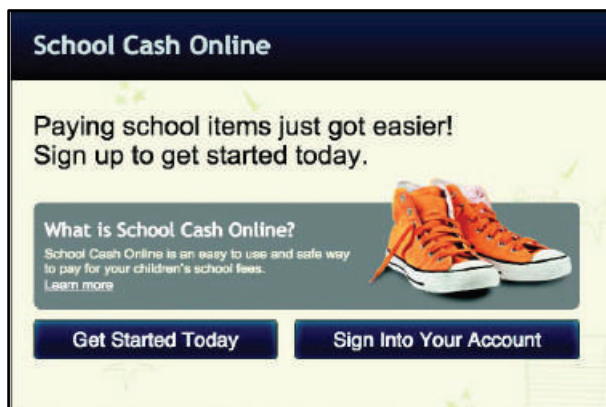 School Cash Online
Paying school items just got easier!
Sign up to get started today.
What is School Cash Online?
School Cash Online is an easy to use and safe way
to pay for your children's school fees.
Learn more
Get Started Today
Sign Into Your Account